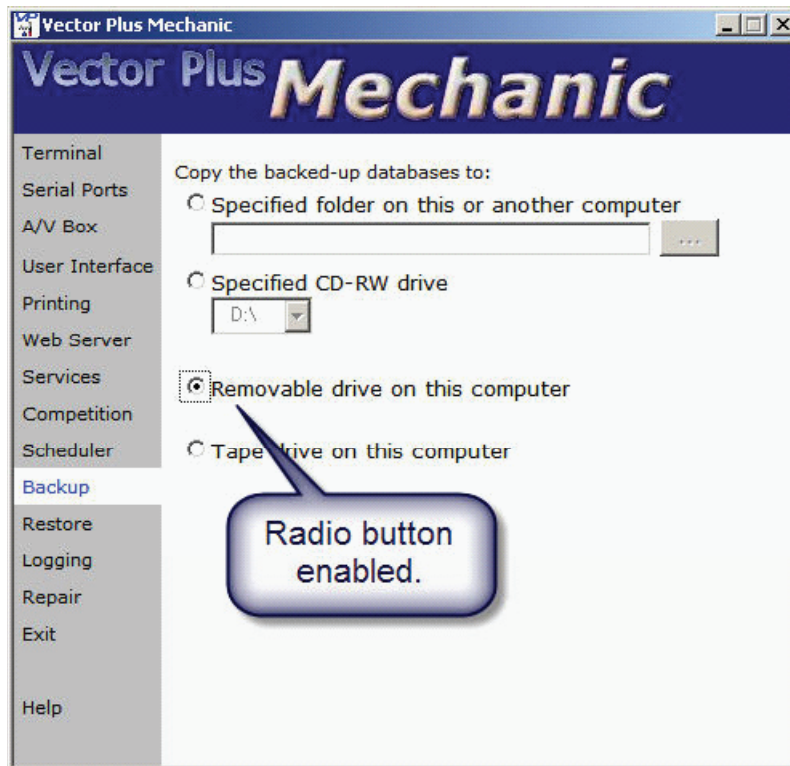 Vector Plus Mechanic
Vector Plus Mechanic
Terminal
Serial Ports
A/V Box
User Interface
Printing
Web Server
Services
Competition
Scheduler
Backup
Restore
Logging
Repair
Exit
Help
Copy the backed-up databases to:
Specified folder on this or another computer
...
Specified CD-RW drive
D:\
Removable drive on this computer
Tape drive on this computer
Radio button
enabled.